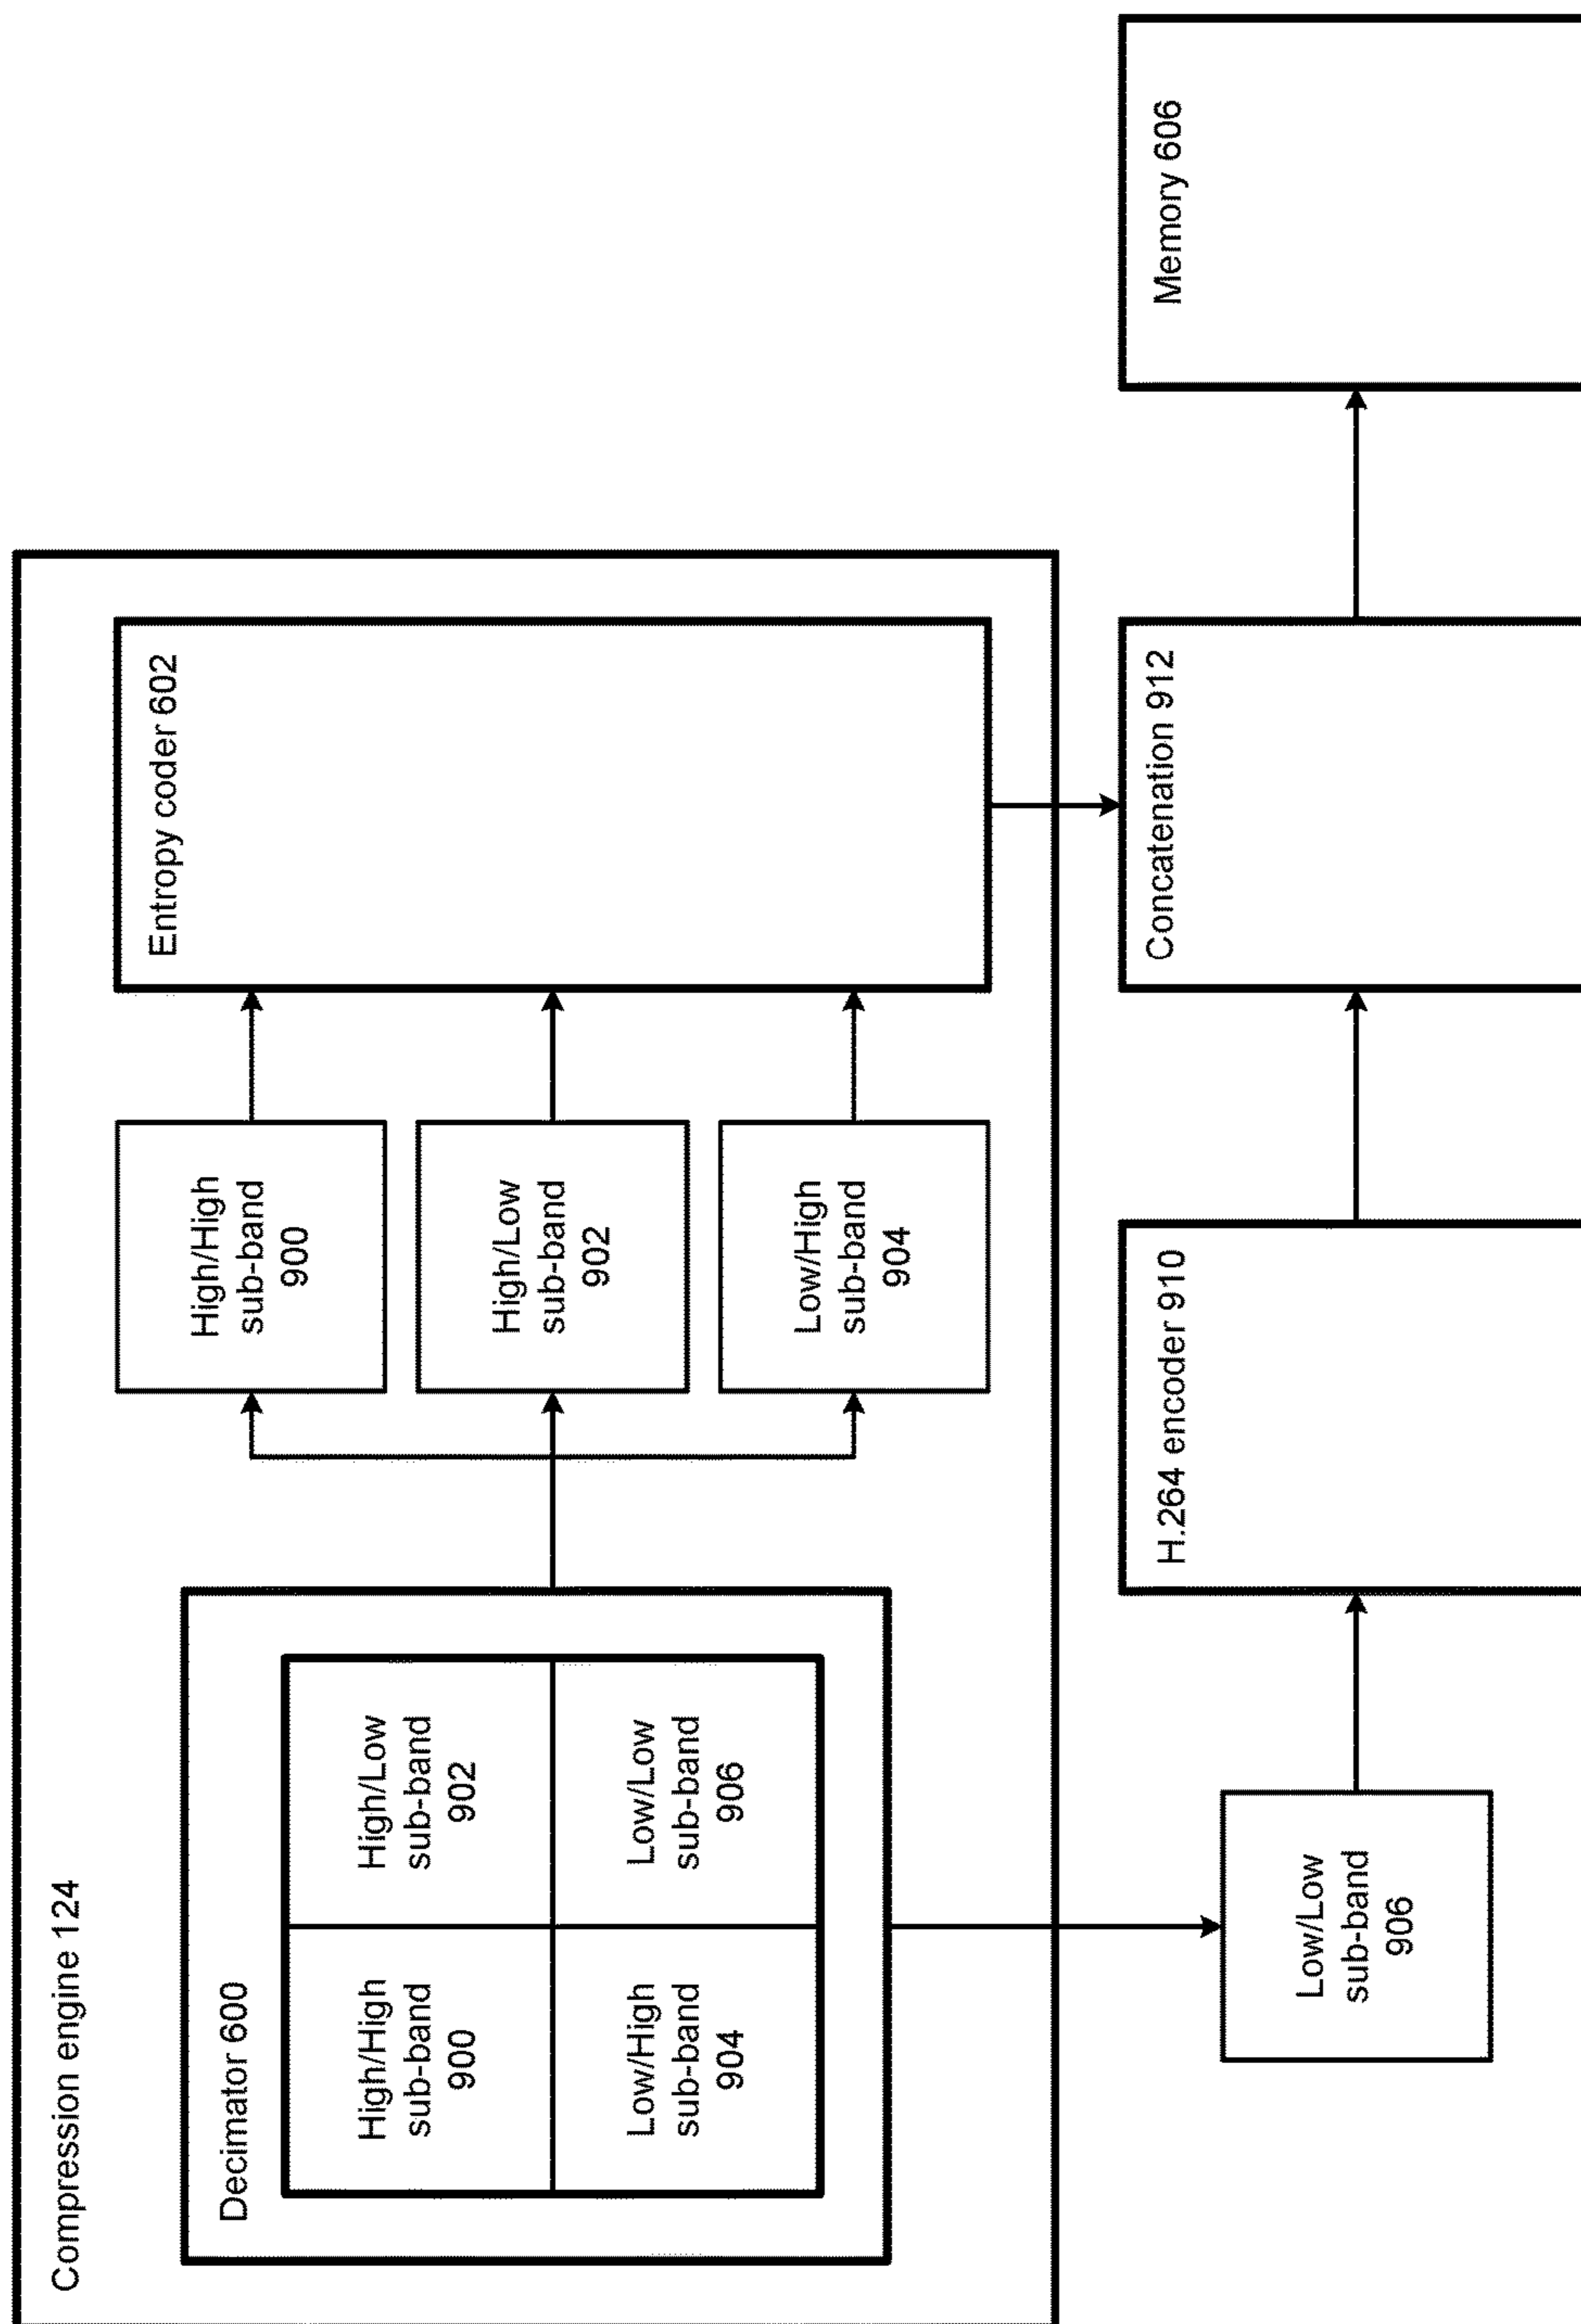 Compression engine 124
Decimator 600
High/High
sub-band
900
High/Low
sub-band
902
Low/High
sub-band
904
Low/Low
sub-band
906
High/High
sub-band
900
High/Low
sub-band
902
Low/High
sub-band
904
Entropy coder 602
Low/Low
sub-band
906
H.264 encoder 910
Concatenation 912
Memory 606